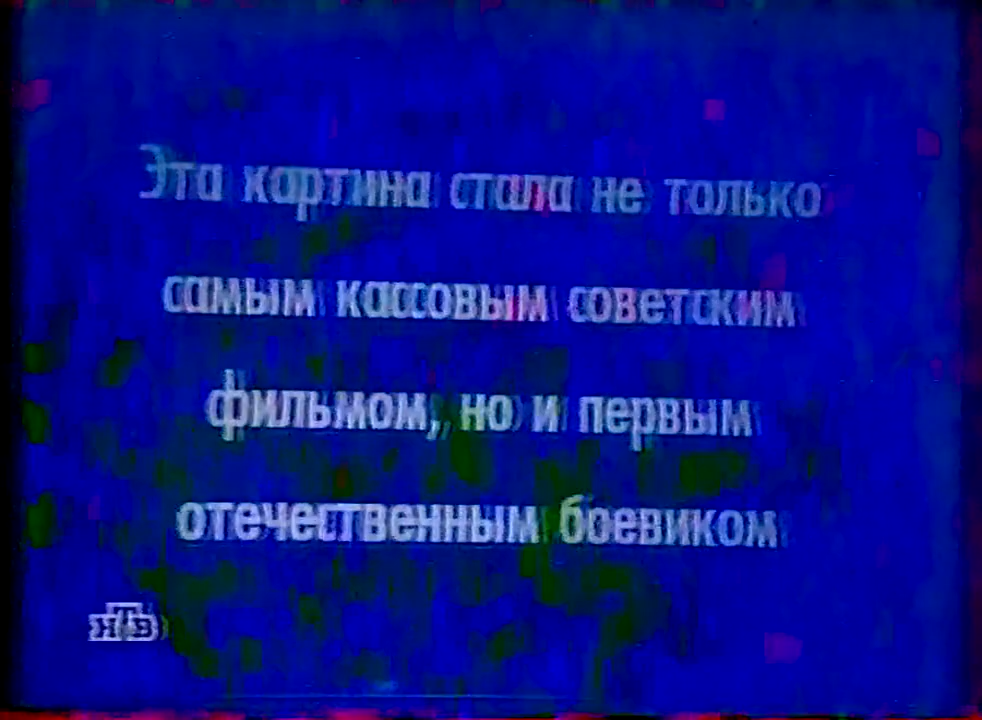 Эта картина стала не только
самым кассовым советским
фильмом, но и первым
отечественным боевиком
НТВ